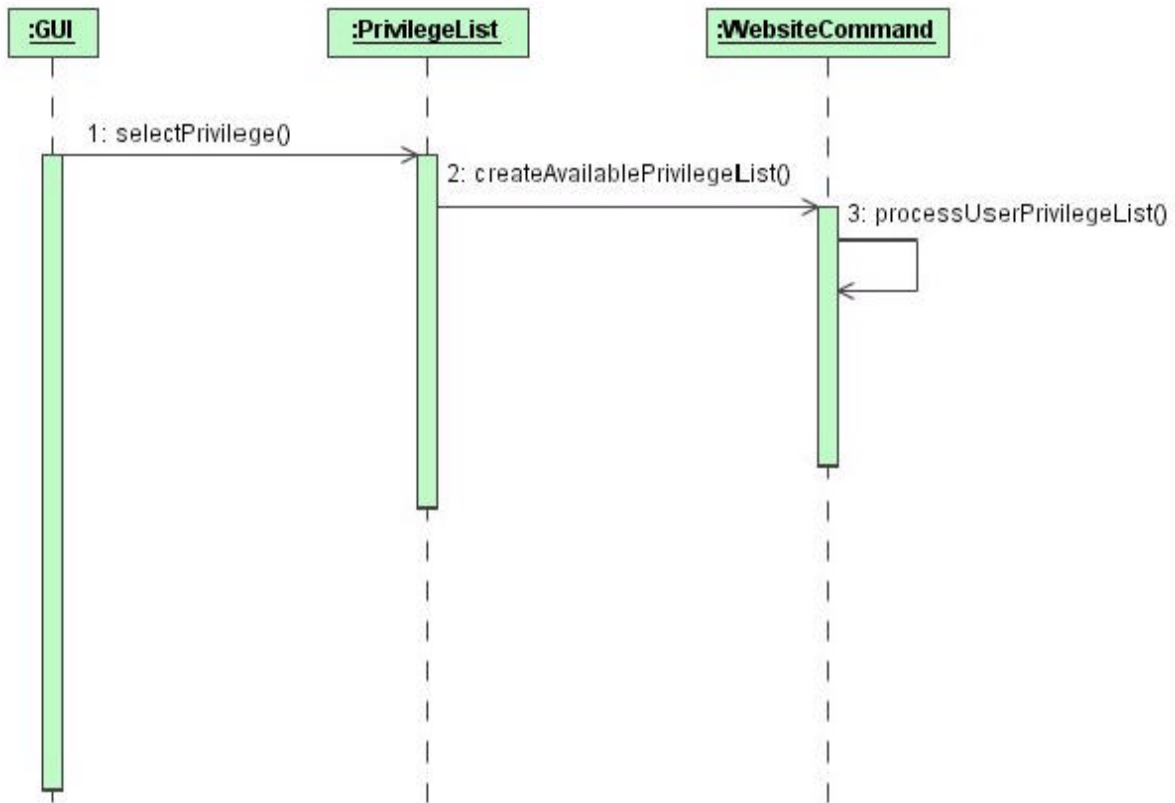 :GUI
:PrivilegeList
:WebsiteCommand
1: selectPrivilege()
2: createAvailablePrivilegeList()
3: processUserPrivilegeList()